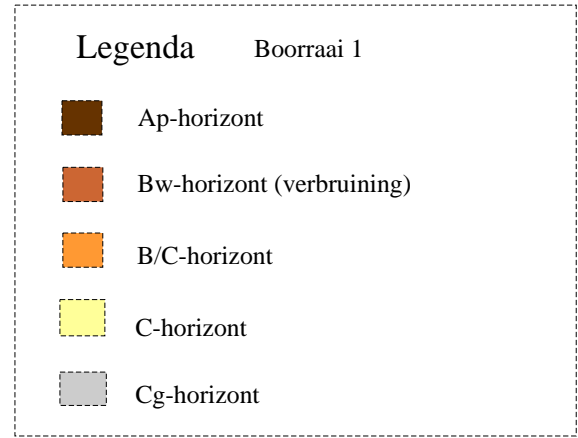 Legenda Boorraai 1
Ap-horizont
Bw-horizont (verbruining)
B/C-horizont
C-horizont
Cg-horizont